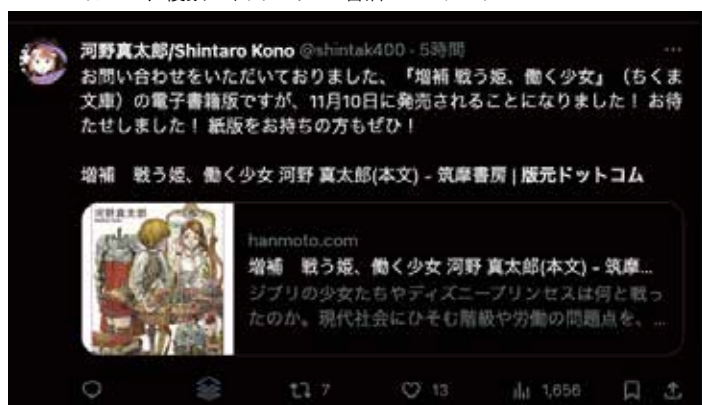 河野真太郎/Shintaro Kono @shintak400・5時間
お問い合わせをいただいておりました、『増補 戦う姫、働く少女』（ちくま
文庫）の電子書籍版ですが、11月10日に発売されることになりました！ お待
たせしました！ 紙版をお持ちの方もぜひ！
増補　戦う姫、働く少女 河野 真太郎(本文) - 筑摩書房 | 版元ドットコム
河野真太郎
hanmoto.com
増補　戦う姫、働く少女 河野 真太郎(本文) - 筑摩...
ジブリの少女たちやディズニープリンセスは何と戦っ
たのか。現代社会にひそむ階級や労働の問題点を、...
7 13 1,656